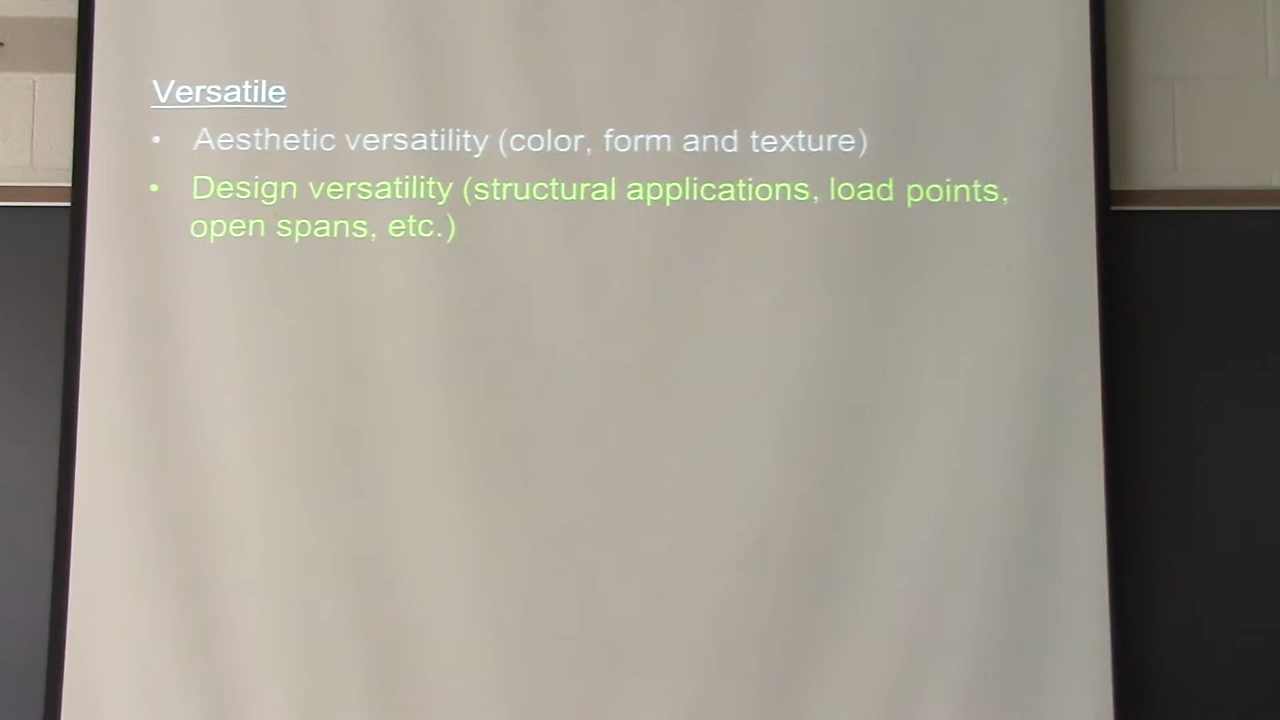 Versatile
• Aesthetic versatility (color, form and texture)
• Design versatility (structural applications, load points,
open spans, etc.)